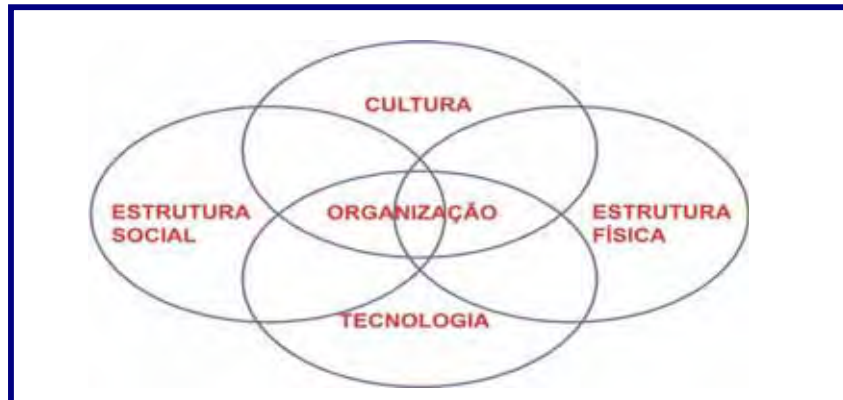 CULTURA
ESTRUTURA
SOCIAL
ORGANIZAÇÃO
ESTRUTURA
FÍSICA
TECNOLOGIA